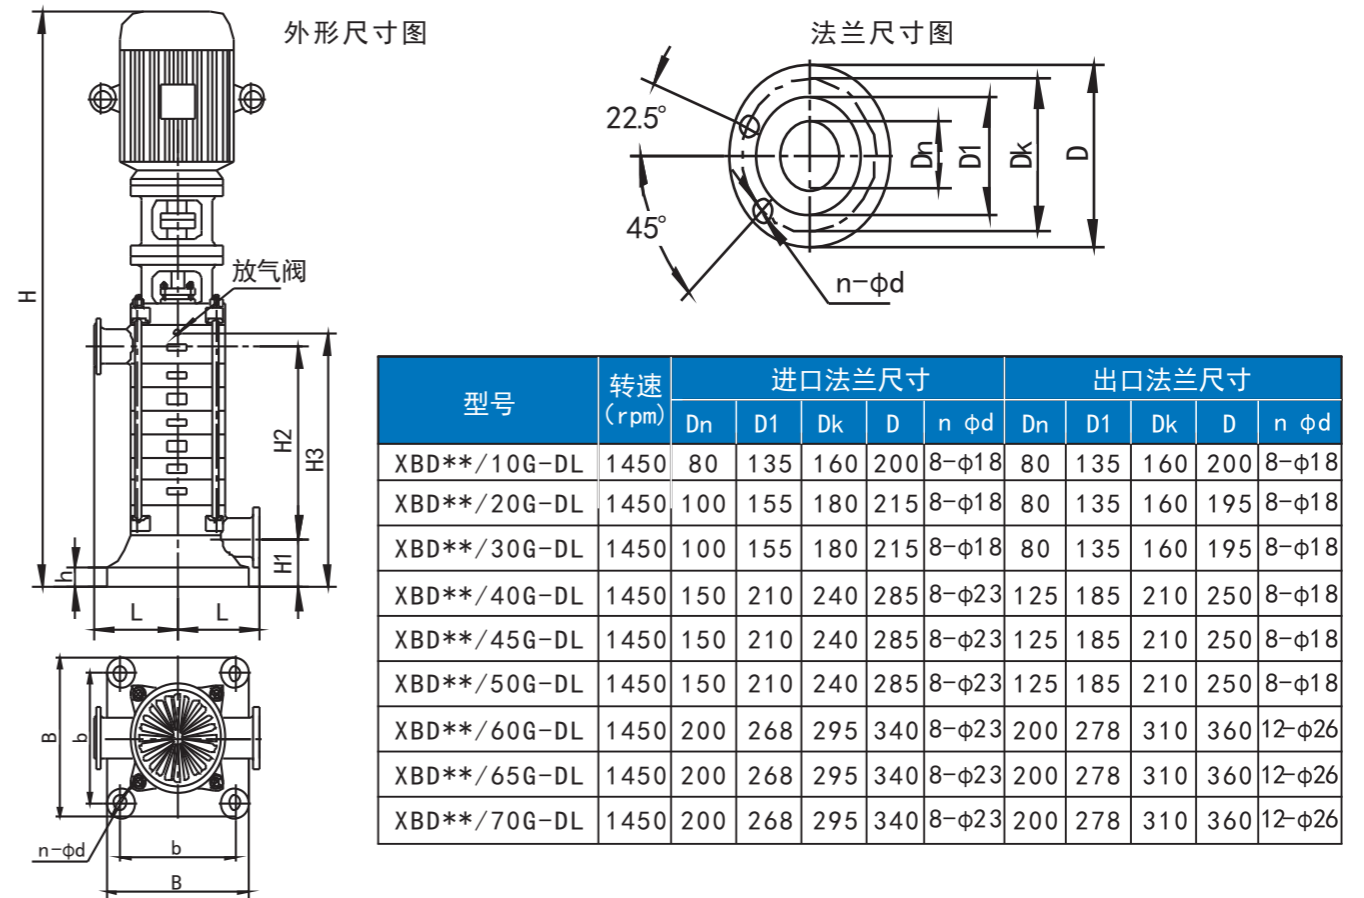 外形尺寸图
法兰尺寸图
22.5°
45°
Dn
D1
Dk
D
n-φd
放气阀
H
H2
H3
H1
h
L
L
B
b
n-φd
b
B
型号 转速(rpm) 进口法兰尺寸 出口法兰尺寸
Dn D1 Dk D n φd Dn D1 Dk D n φd
XBD**/10G-DL 1450 80 135 160 200 8-φ18 80 135 160 200 8-φ18
XBD**/20G-DL 1450 100 155 180 215 8-φ18 80 135 160 195 8-φ18
XBD**/30G-DL 1450 100 155 180 215 8-φ18 80 135 160 195 8-φ18
XBD**/40G-DL 1450 150 210 240 285 8-φ23 125 185 210 250 8-φ18
XBD**/45G-DL 1450 150 210 240 285 8-φ23 125 185 210 250 8-φ18
XBD**/50G-DL 1450 150 210 240 285 8-φ23 125 185 210 250 8-φ18
XBD**/60G-DL 1450 200 268 295 340 8-φ23 200 278 310 360 12-φ26
XBD**/65G-DL 1450 200 268 295 340 8-φ23 200 278 310 360 12-φ26
XBD**/70G-DL 1450 200 268 295 340 8-φ23 200 278 310 360 12-φ26